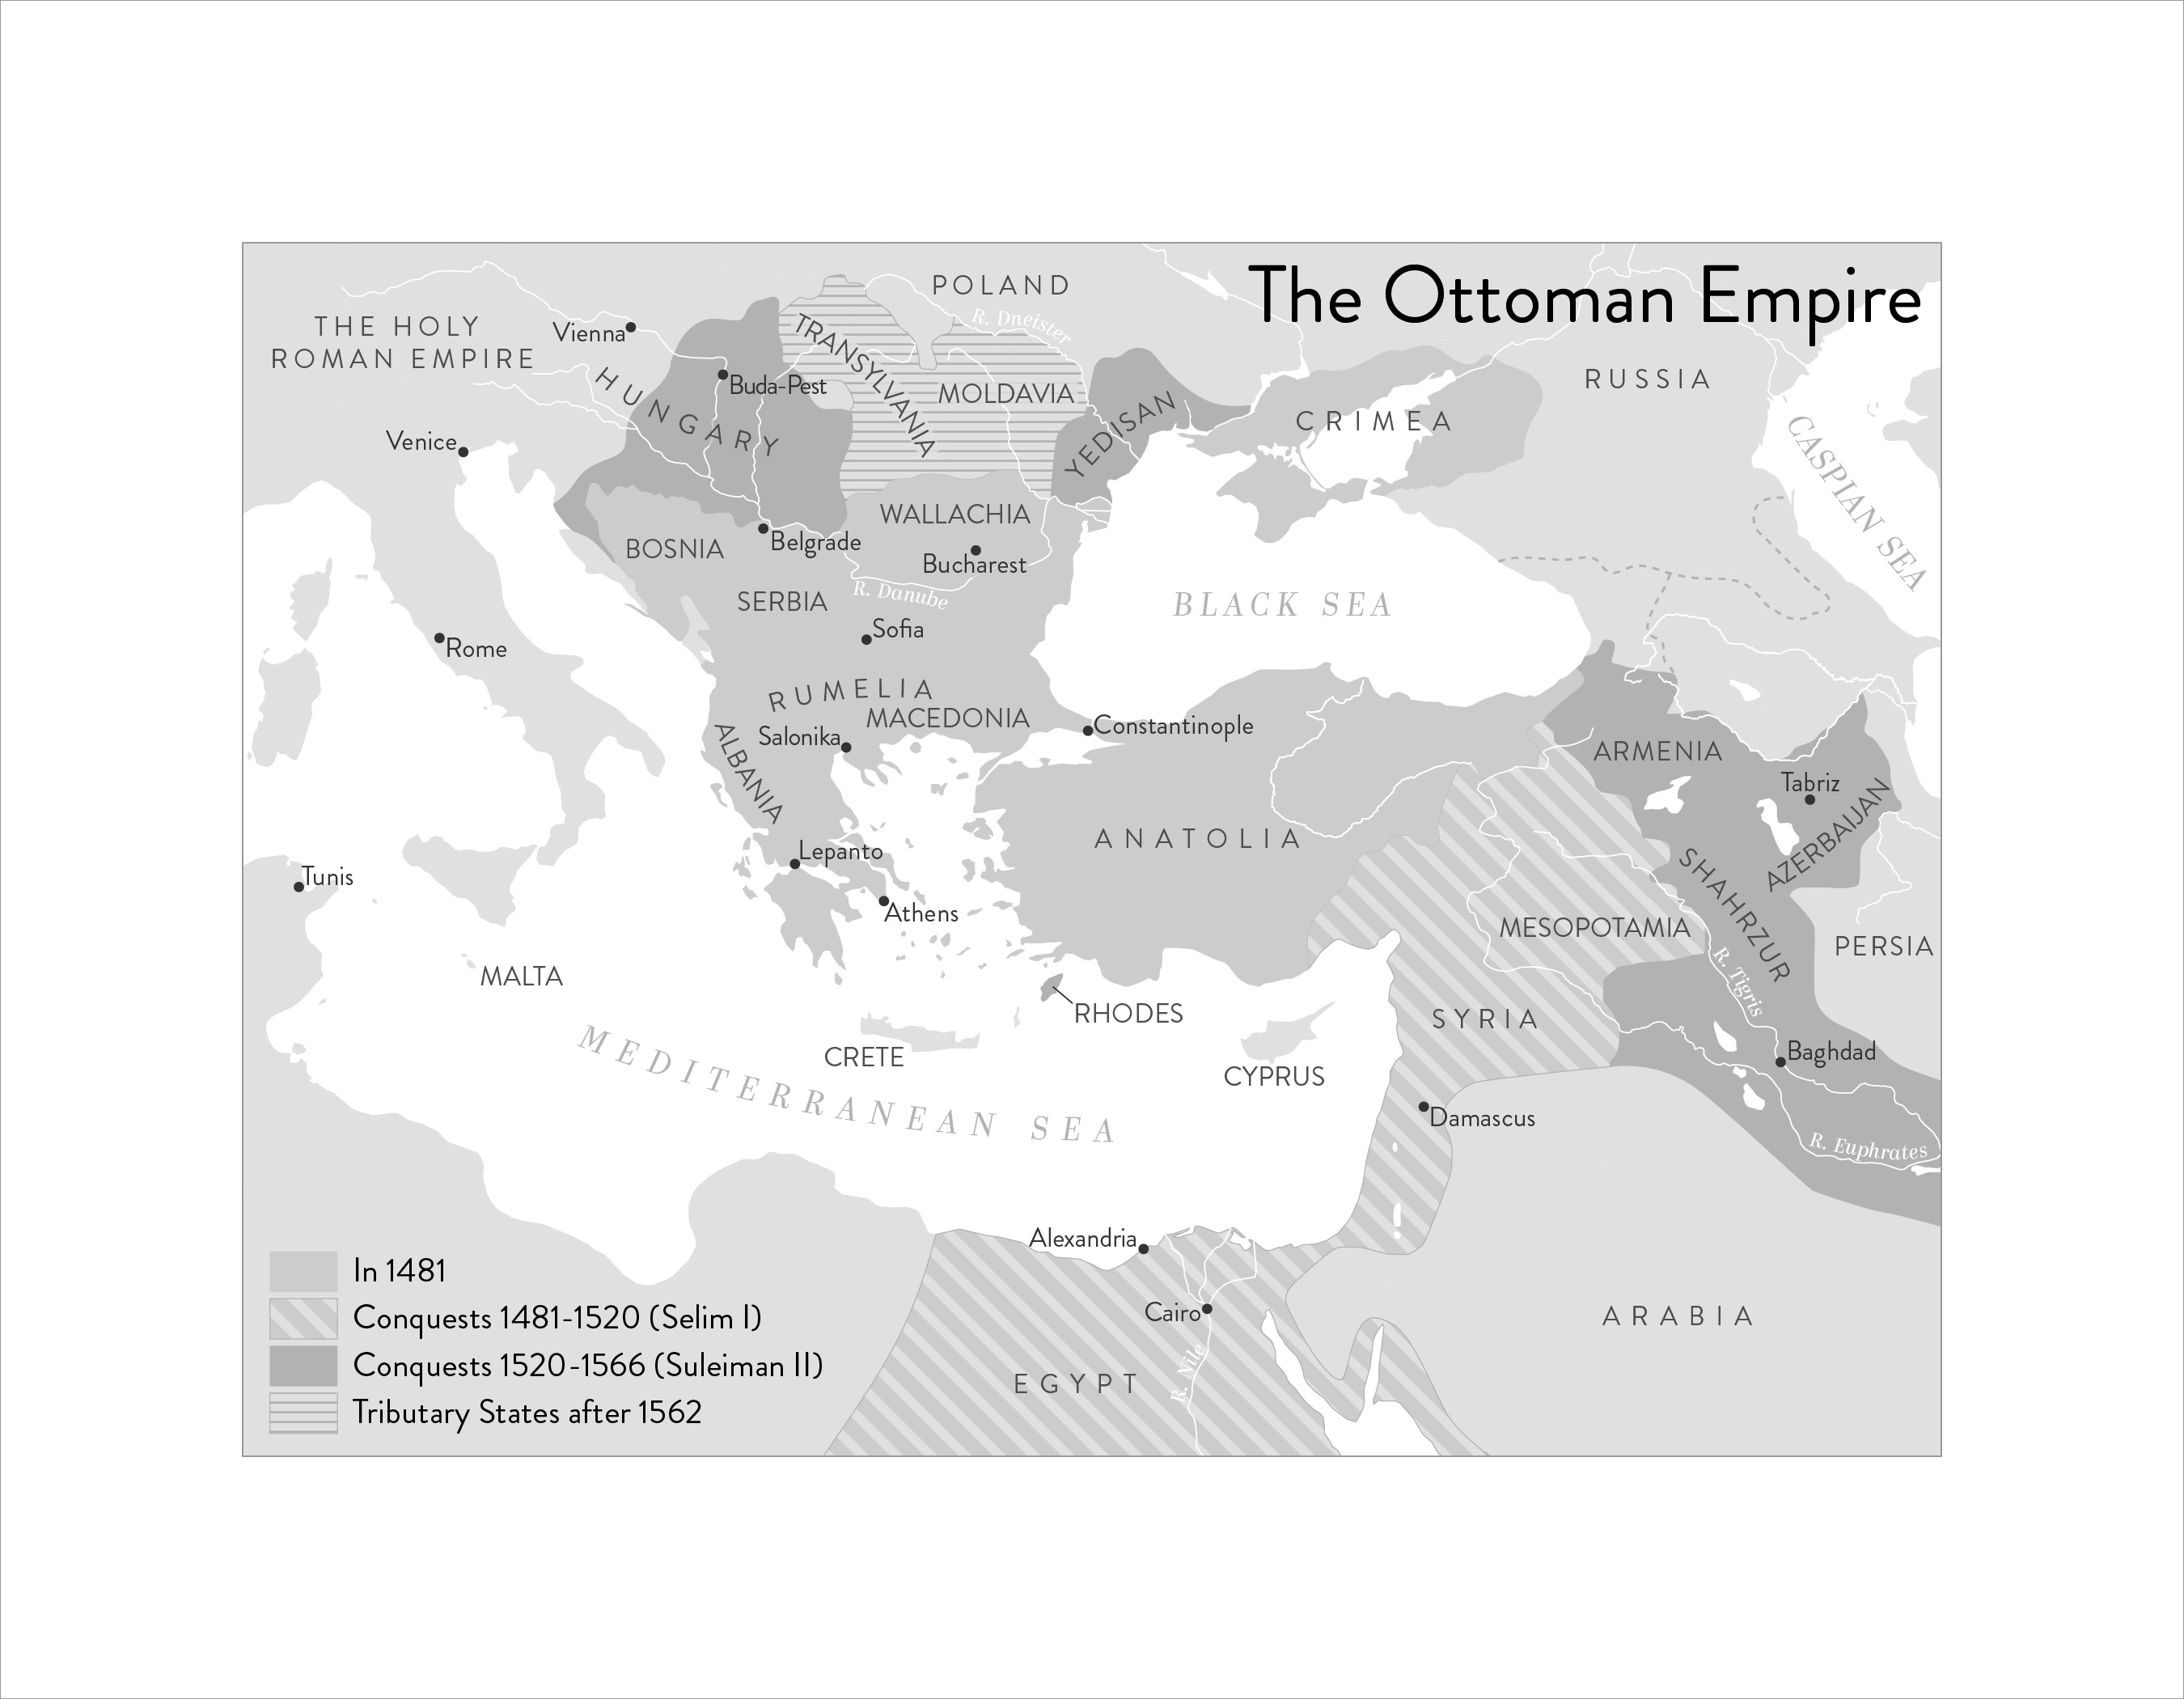 The Ottoman Empire
POLAND
R. Dneister
THE HOLY
ROMAN EMPIRE
Vienna
TRANSYLVANIA
HUNGARY
Buda-Pest
MOLDAVIA
YEDISAN
CRIMEA
RUSSIA
CASPIAN SEA
Venice
WALLACHIA
BOSNIA
Belgrade
Bucharest
R. Danube
SERBIA
BLACK SEA
Sofia
Rome
RUMELIA
MACEDONIA
Constantinople
Salonika
ALBANIA
ARMENIA
Tabriz
AZERBAIJAN
ANATOLIA
Lepanto
Tunis
Athens
SHAHRZUR
MESOPOTAMIA
PERSIA
R. Tigris
MALTA
RHODES
SYRIA
CRETE
CYPRUS
Baghdad
MEDITERRANEAN SEA
Damascus
R. Euphrates
Alexandria
Cairo
ARABIA
R. Nile
EGYPT
In 1481
Conquests 1481-1520 (Selim I)
Conquests 1520-1566 (Suleiman II)
Tributary States after 1562